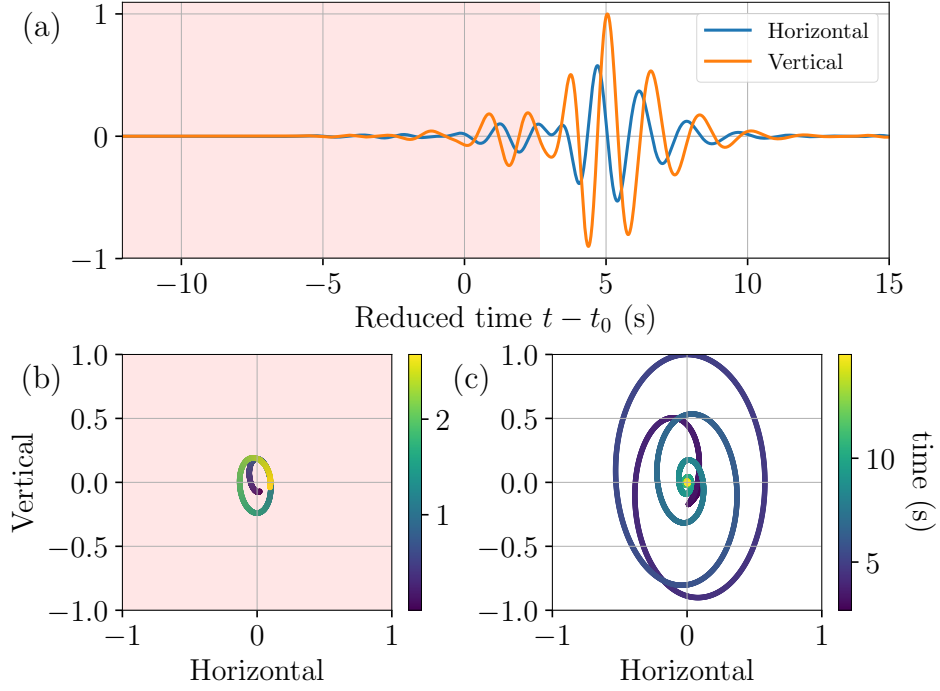 (a)
1
0
−1
Horizontal
Vertical
−10 −5 0 5 10 15
Reduced time t − t₀ (s)
(b)
Vertical
1.0
0.5
0.0
−0.5
−1.0
−1 0 1
Horizontal
2
1
(c)
1.0
0.5
0.0
−0.5
−1.0
−1 0 1
Horizontal
10
5
time (s)